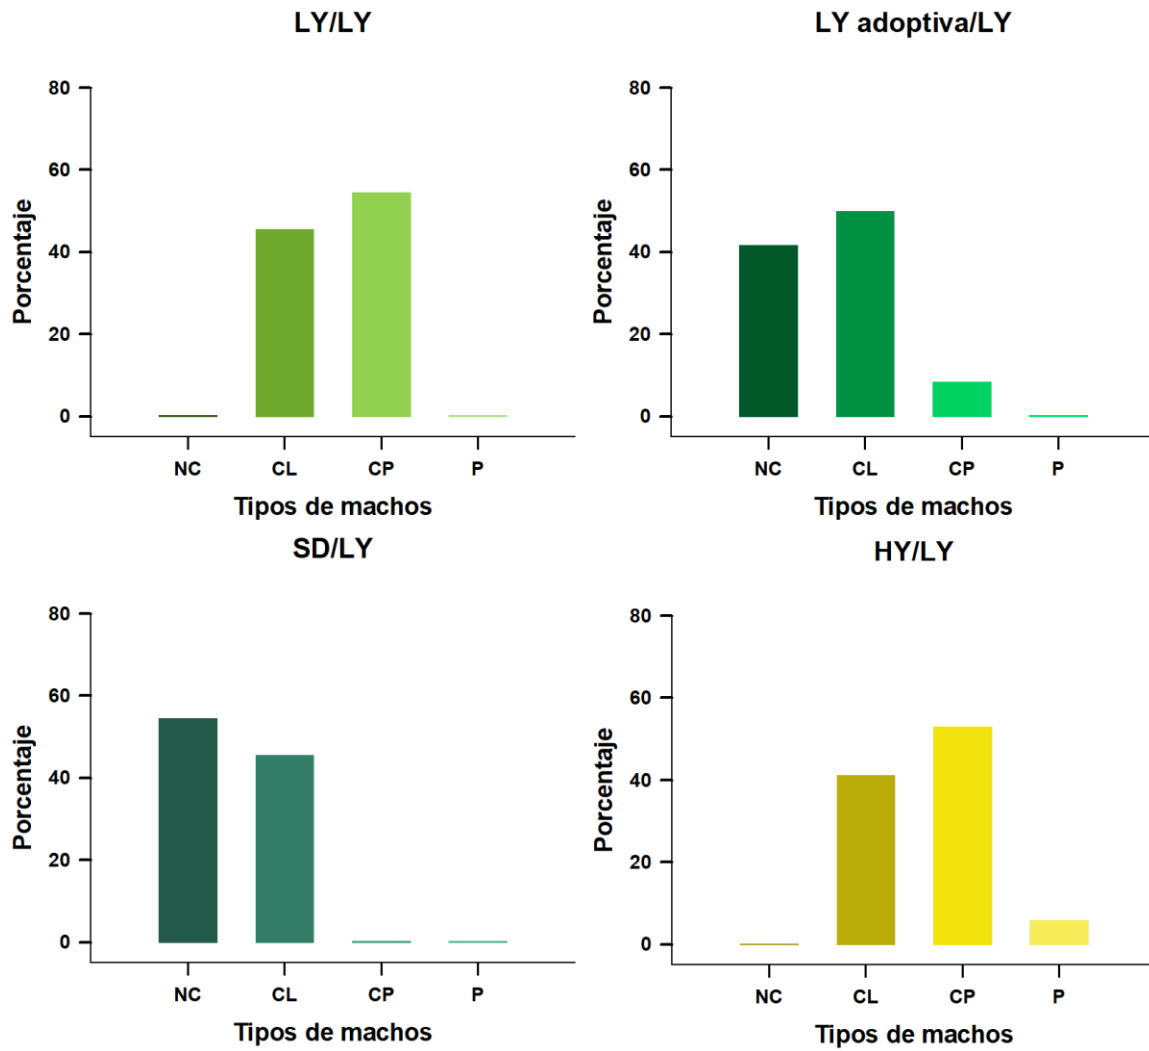 LY/LY
80
60
40
20
0
Porcentaje
NC CL CP P
Tipos de machos
LY adoptiva/LY
80
60
40
20
0
Porcentaje
NC CL CP P
Tipos de machos
SD/LY
80
60
40
20
0
Porcentaje
NC CL CP P
Tipos de machos
HY/LY
80
60
40
20
0
Porcentaje
NC CL CP P
Tipos de machos